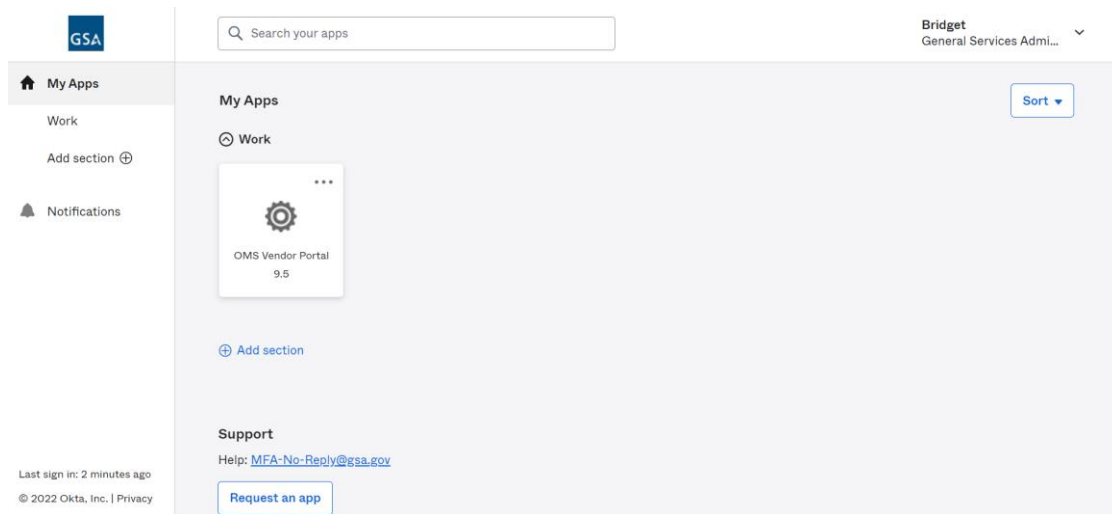 GSA
Search your apps
Bridget
General Services Admi...
My Apps
Work
Add section
Notifications
Last sign in: 2 minutes ago
© 2022 Okta, Inc. | Privacy
My Apps
Sort
Work
OMS Vendor Portal
9.5
Add section
Support
Help: MFA-No-Reply@gsa.gov
Request an app